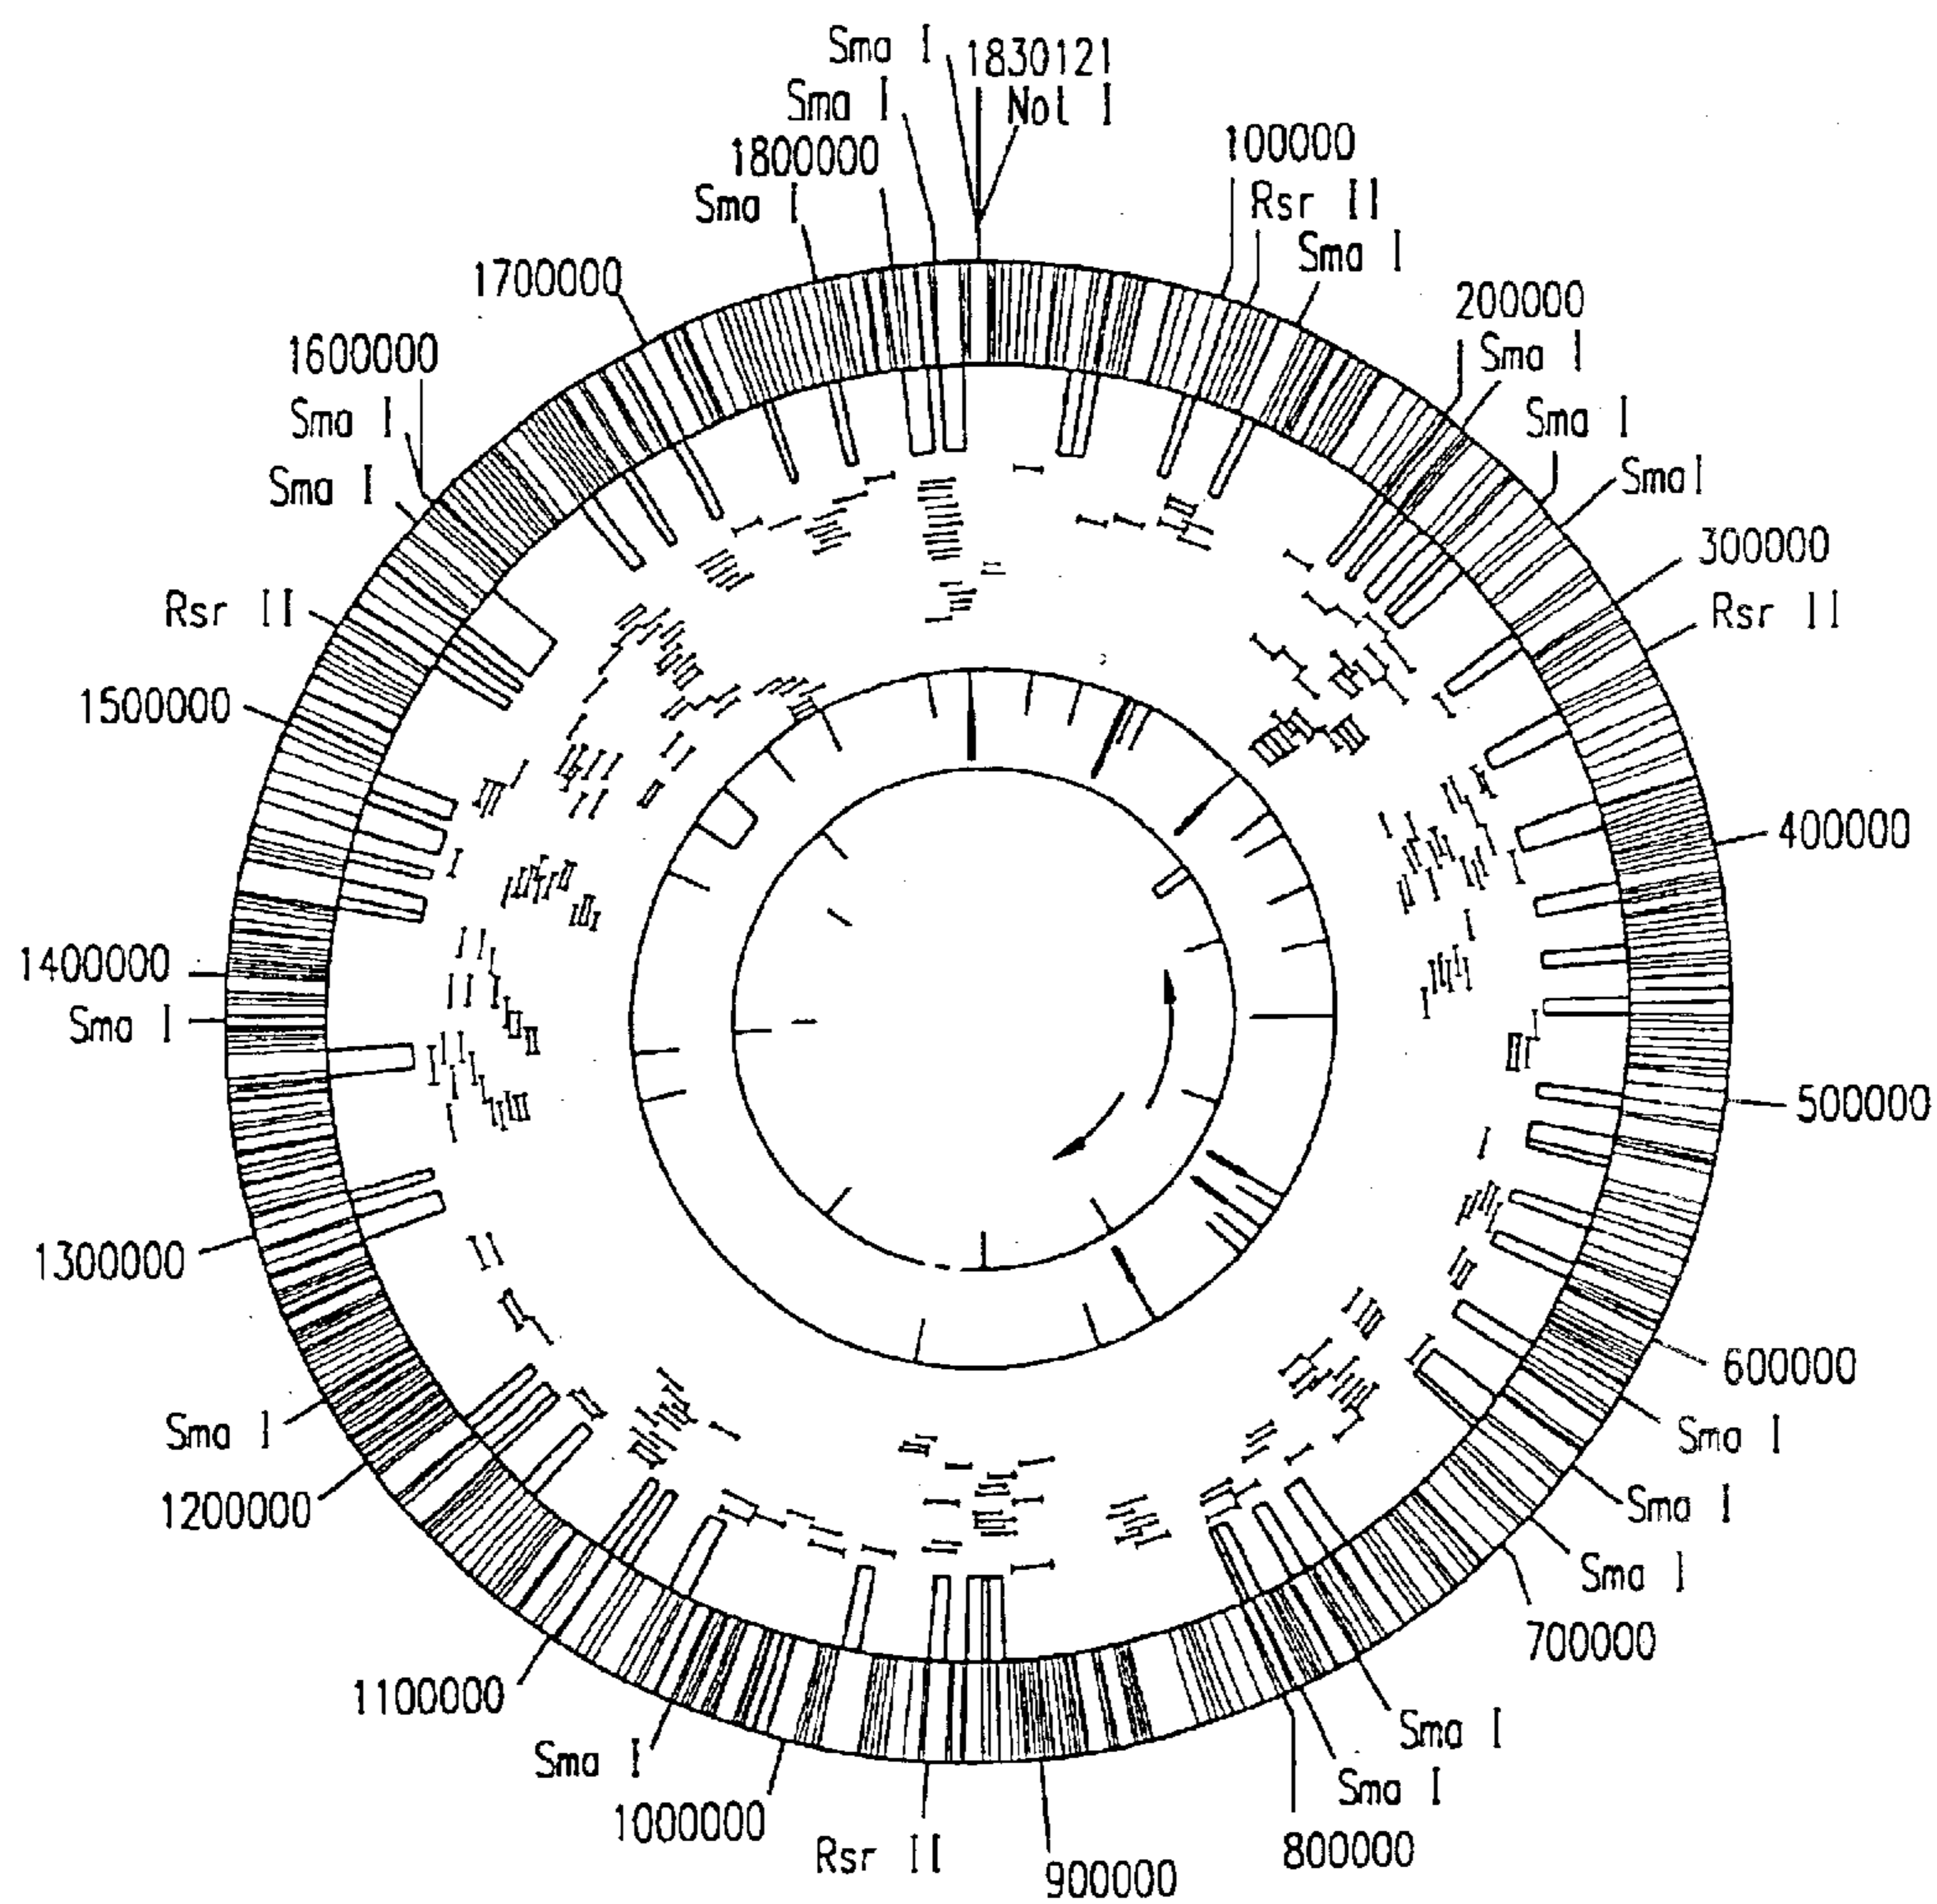 Sma I
1830121
Not I
100000
Rsr II
Sma I
200000
Sma I
Sma I
Sma I
300000
Rsr II
400000
500000
600000
Sma I
Sma I
Sma I
700000
Sma I
Sma I
800000
900000
Rsr II
1000000
Sma I
1100000
1200000
Sma I
1300000
Sma I
1400000
1500000
Rsr II
Sma I
Sma I
1600000
1700000
Sma I
1800000
Sma I